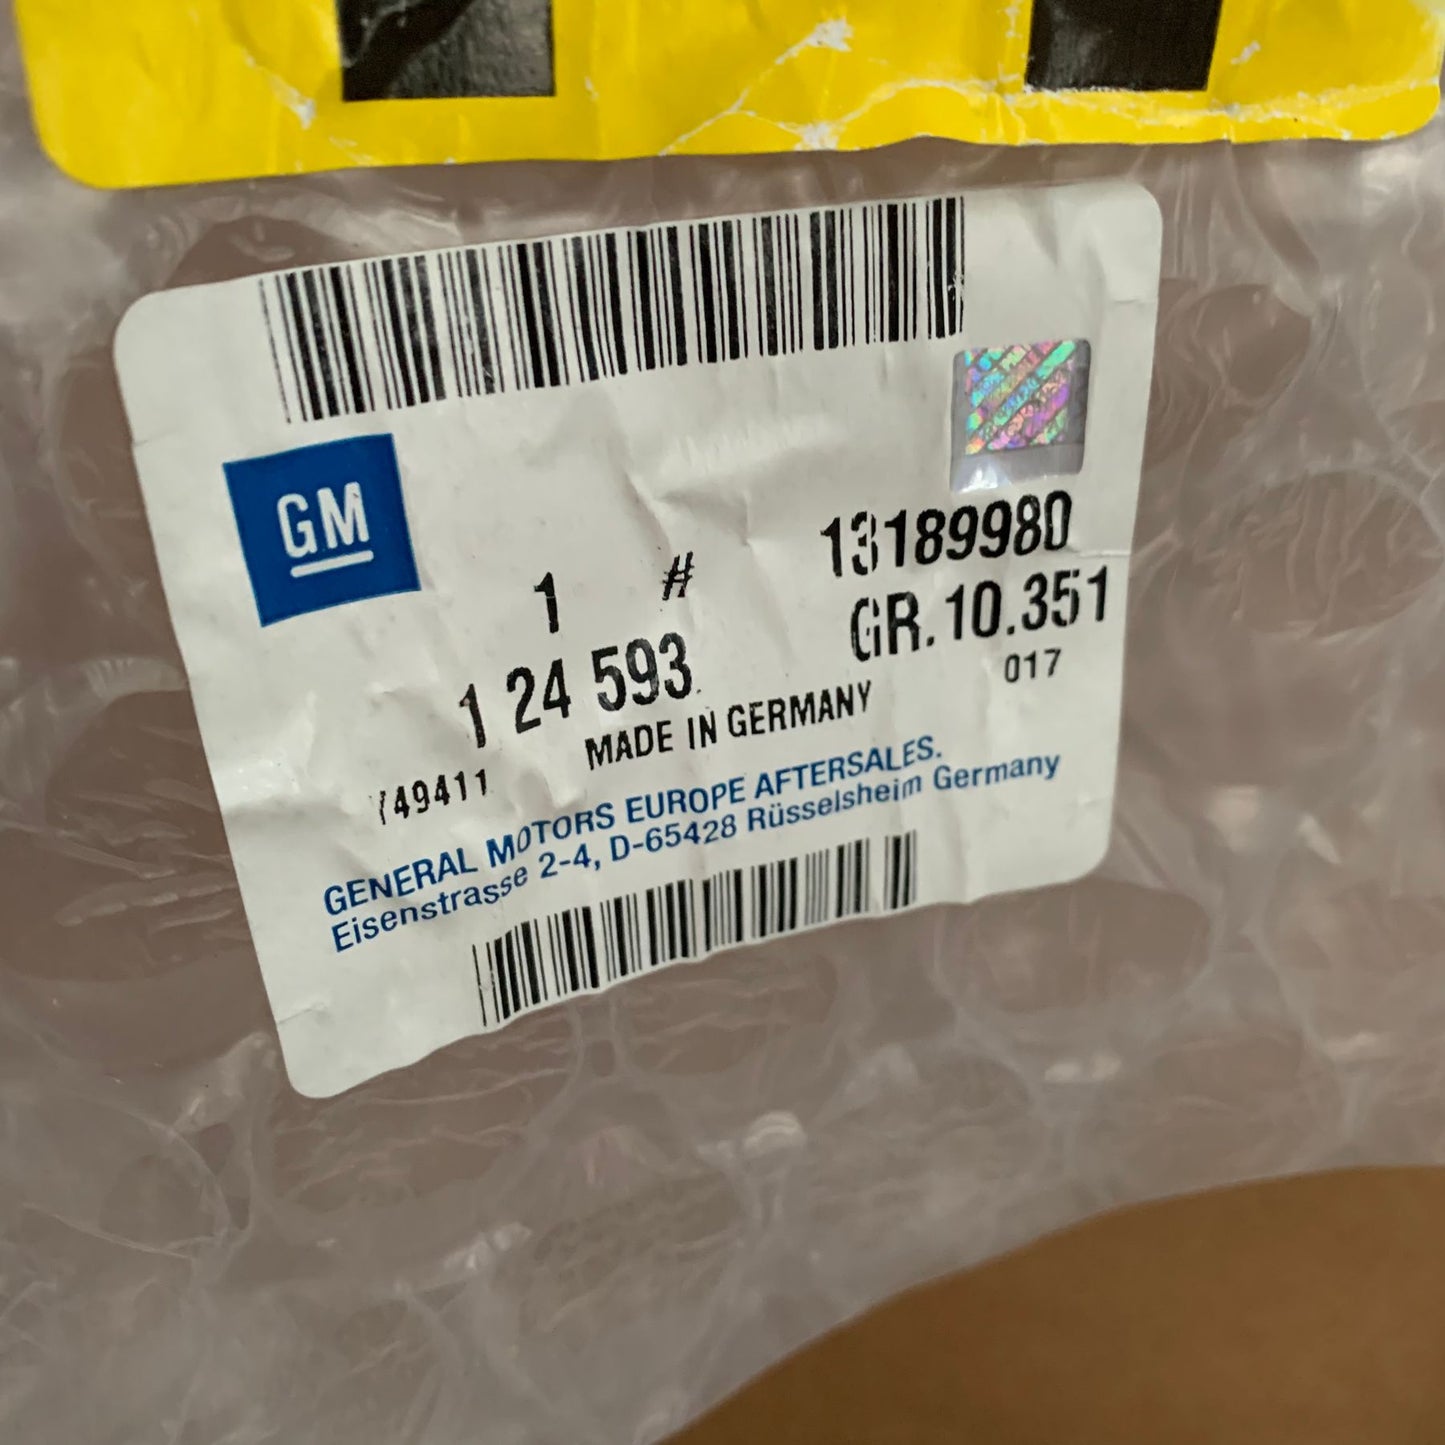 GM
1 # 13189980
1 24 593 GR.10.351
MADE IN GERMANY 017
749411
GENERAL MOTORS EUROPE AFTERSALES.
Eisenstrasse 2-4, D-65428 Rüsselsheim Germany